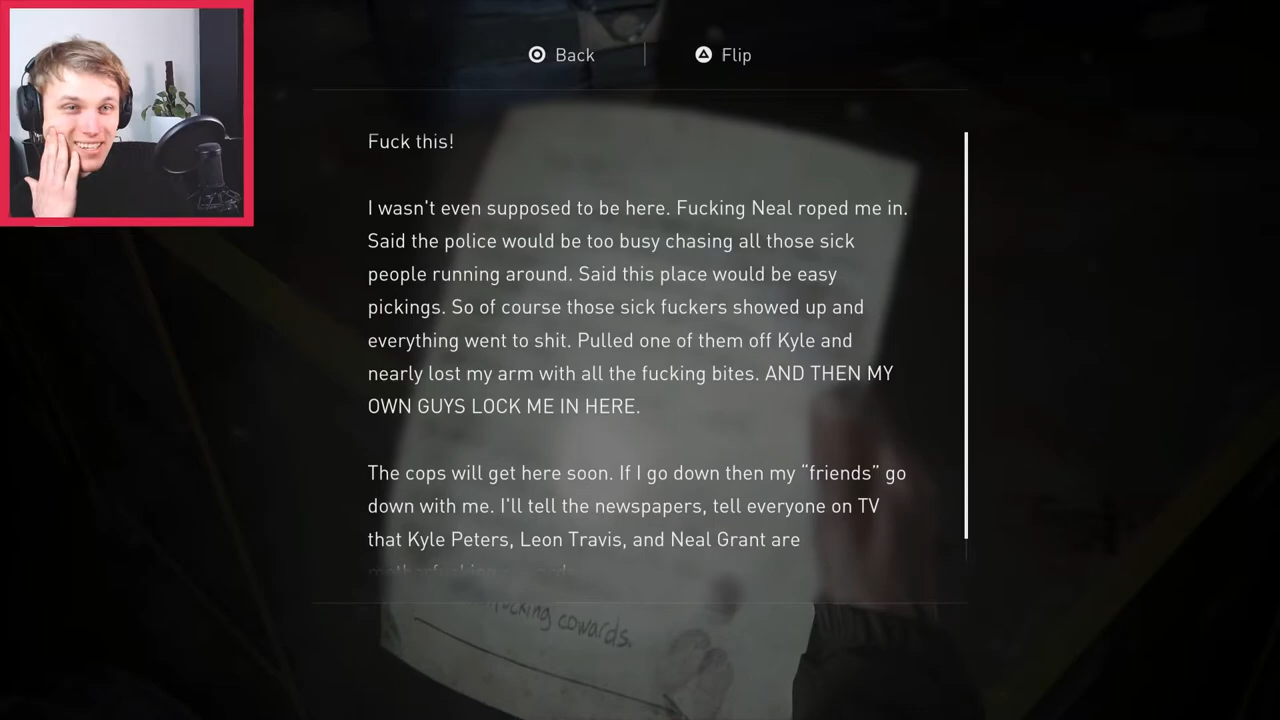 Back
Flip
Fuck this!
I wasn't even supposed to be here. Fucking Neal roped me in.
Said the police would be too busy chasing all those sick
people running around. Said this place would be easy
pickings. So of course those sick fuckers showed up and
everything went to shit. Pulled one of them off Kyle and
nearly lost my arm with all the fucking bites. AND THEN MY
OWN GUYS LOCK ME IN HERE.
The cops will get here soon. If I go down then my “friends” go
down with me. I'll tell the newspapers, tell everyone on TV
that Kyle Peters, Leon Travis, and Neal Grant are
cowards.